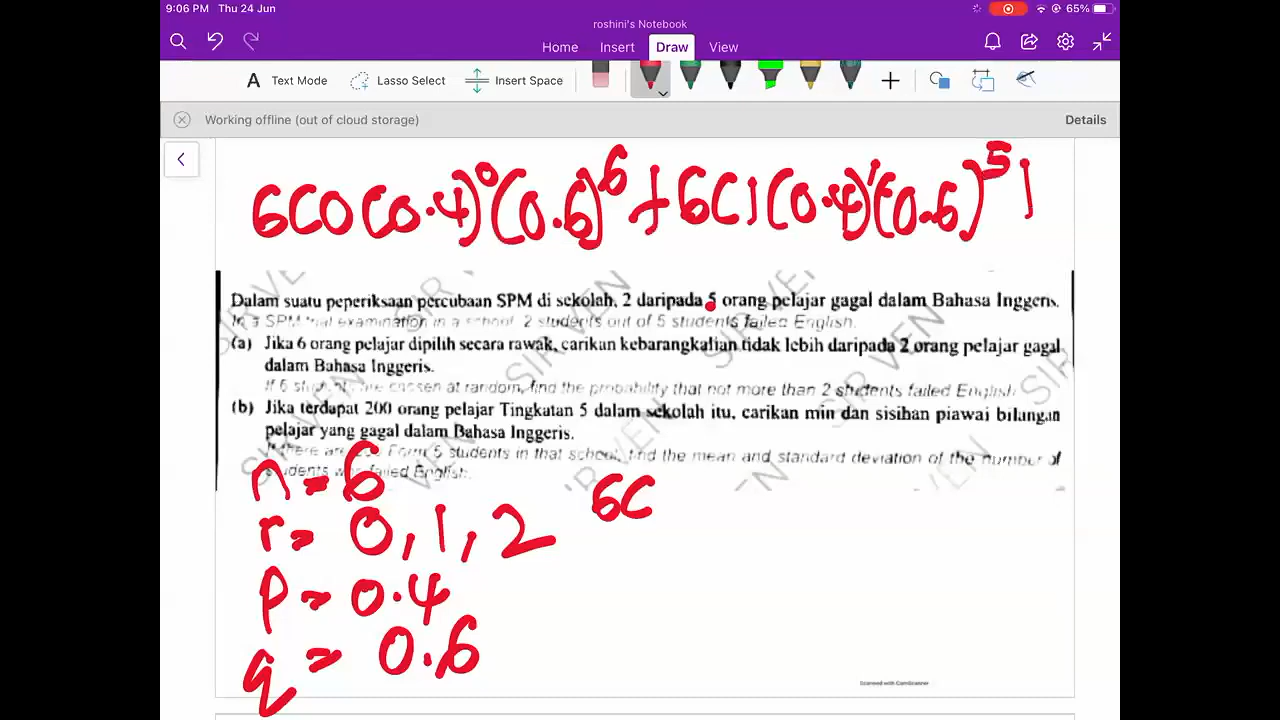 9:06 PM Thu 24 Jun
65%
roshini's Notebook
Home Insert Draw View
Text Mode Lasso Select Insert Space
Working offline (out of cloud storage) Details
6C0(0.4)⁰(0.6)⁶+6C1(0.4)¹(0.6)⁵
Dalam suatu peperiksaan percubaan SPM di sekolah, 2 daripada 5 orang pelajar gagal dalam Bahasa Inggeris.
In a SPM trial examination in a school, 2 students out of 5 students failed English.
(a) Jika 6 orang pelajar dipilih secara rawak, carikan kebarangkalian tidak lebih daripada 2 orang pelajar gagal
dalam Bahasa Inggeris.
If 6 students are chosen at random, find the probability that not more than 2 students failed English.
(b) Jika terdapat 200 orang pelajar Tingkatan 5 dalam sekolah itu, carikan min dan sisihan piawai bilangan
pelajar yang gagal dalam Bahasa Inggeris.
If there are Form 5 students in that school, find the mean and standard deviation of the number of
students who failed English.
SIR VEN SIR VEN SIR VEN SIR VEN
n=6
6C
r= 0, 1, 2
p= 0.4
q= 0.6
Scanned with CamScanner